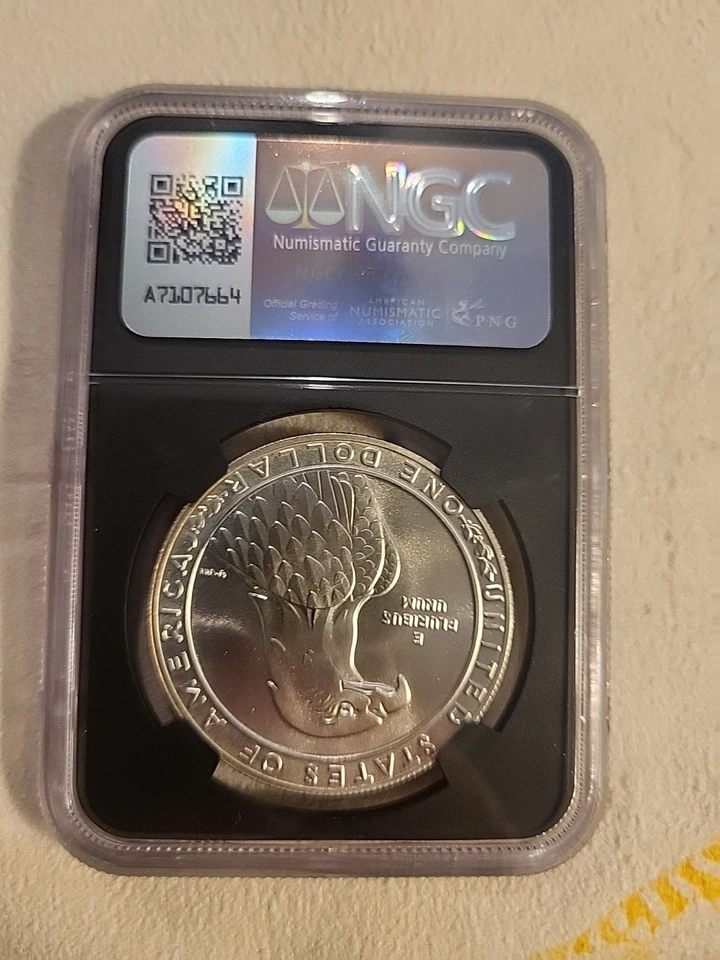 NGC
Numismatic Guaranty Company
A7107664
Official Grading
Service of
AMERICAN
NUMISMATIC
ASSOCIATION
PNG
UNITED STATES OF AMERICA
ONE DOLLAR
E
PLURIBUS
UNUM